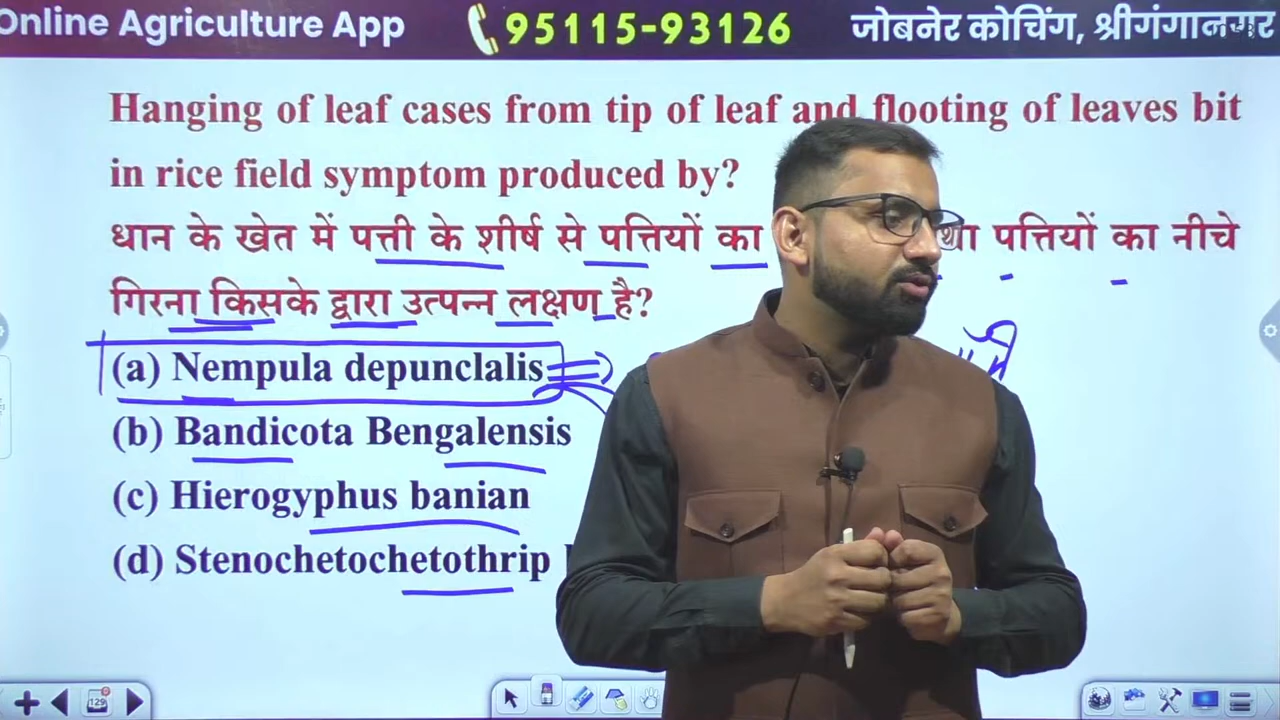 Online Agriculture App
95115-93126
जोबनेर कोचिंग, श्रीगंगानगर
Hanging of leaf cases from tip of leaf and flooting of leaves bit
in rice field symptom produced by?
धान के खेत में पत्ती के शीर्ष से पत्तियों का पत्तियों का नीचे
गिरना किसके द्वारा उत्पन्न लक्षण है?
(a) Nempula depunclalis
(b) Bandicota Bengalensis
(c) Hierogyphus banian
(d) Stenochetochetothrip
129